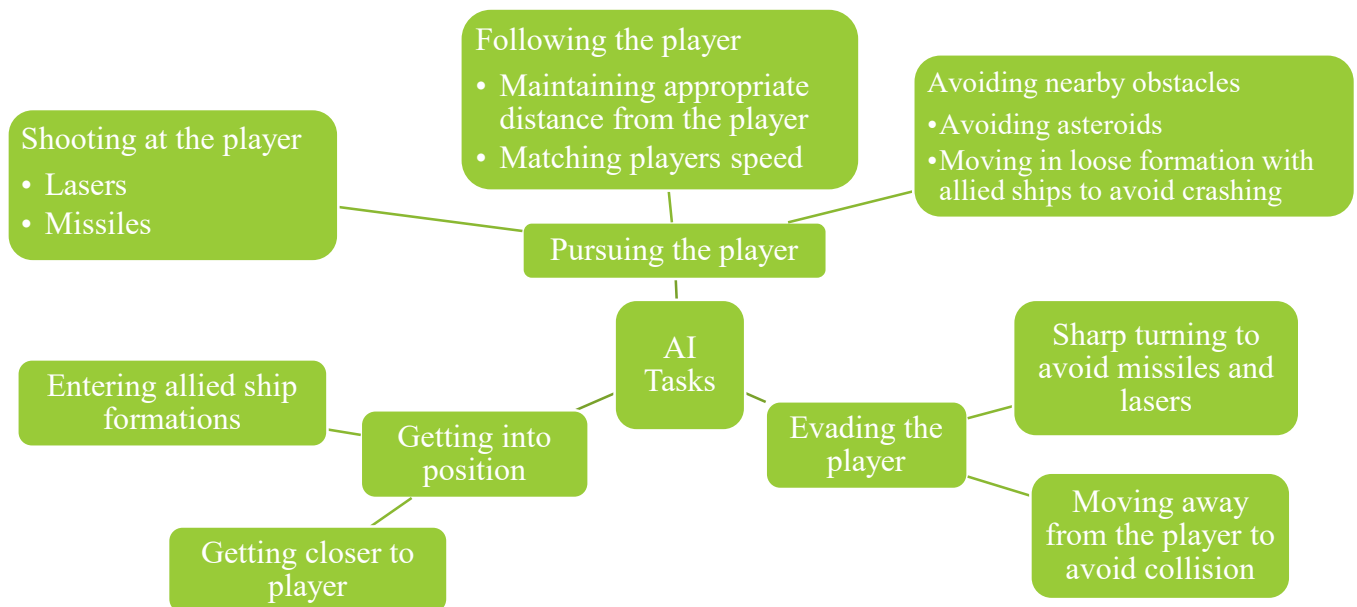 Following the player
• Maintaining appropriate
distance from the player
• Matching players speed
Avoiding nearby obstacles
•Avoiding asteroids
•Moving in loose formation with
allied ships to avoid crashing
Shooting at the player
• Lasers
• Missiles
Pursuing the player
AI
Tasks
Sharp turning to
avoid missiles and
lasers
Entering allied ship
formations
Getting into
position
Evading the
player
Moving away
from the player to
avoid collision
Getting closer to
player